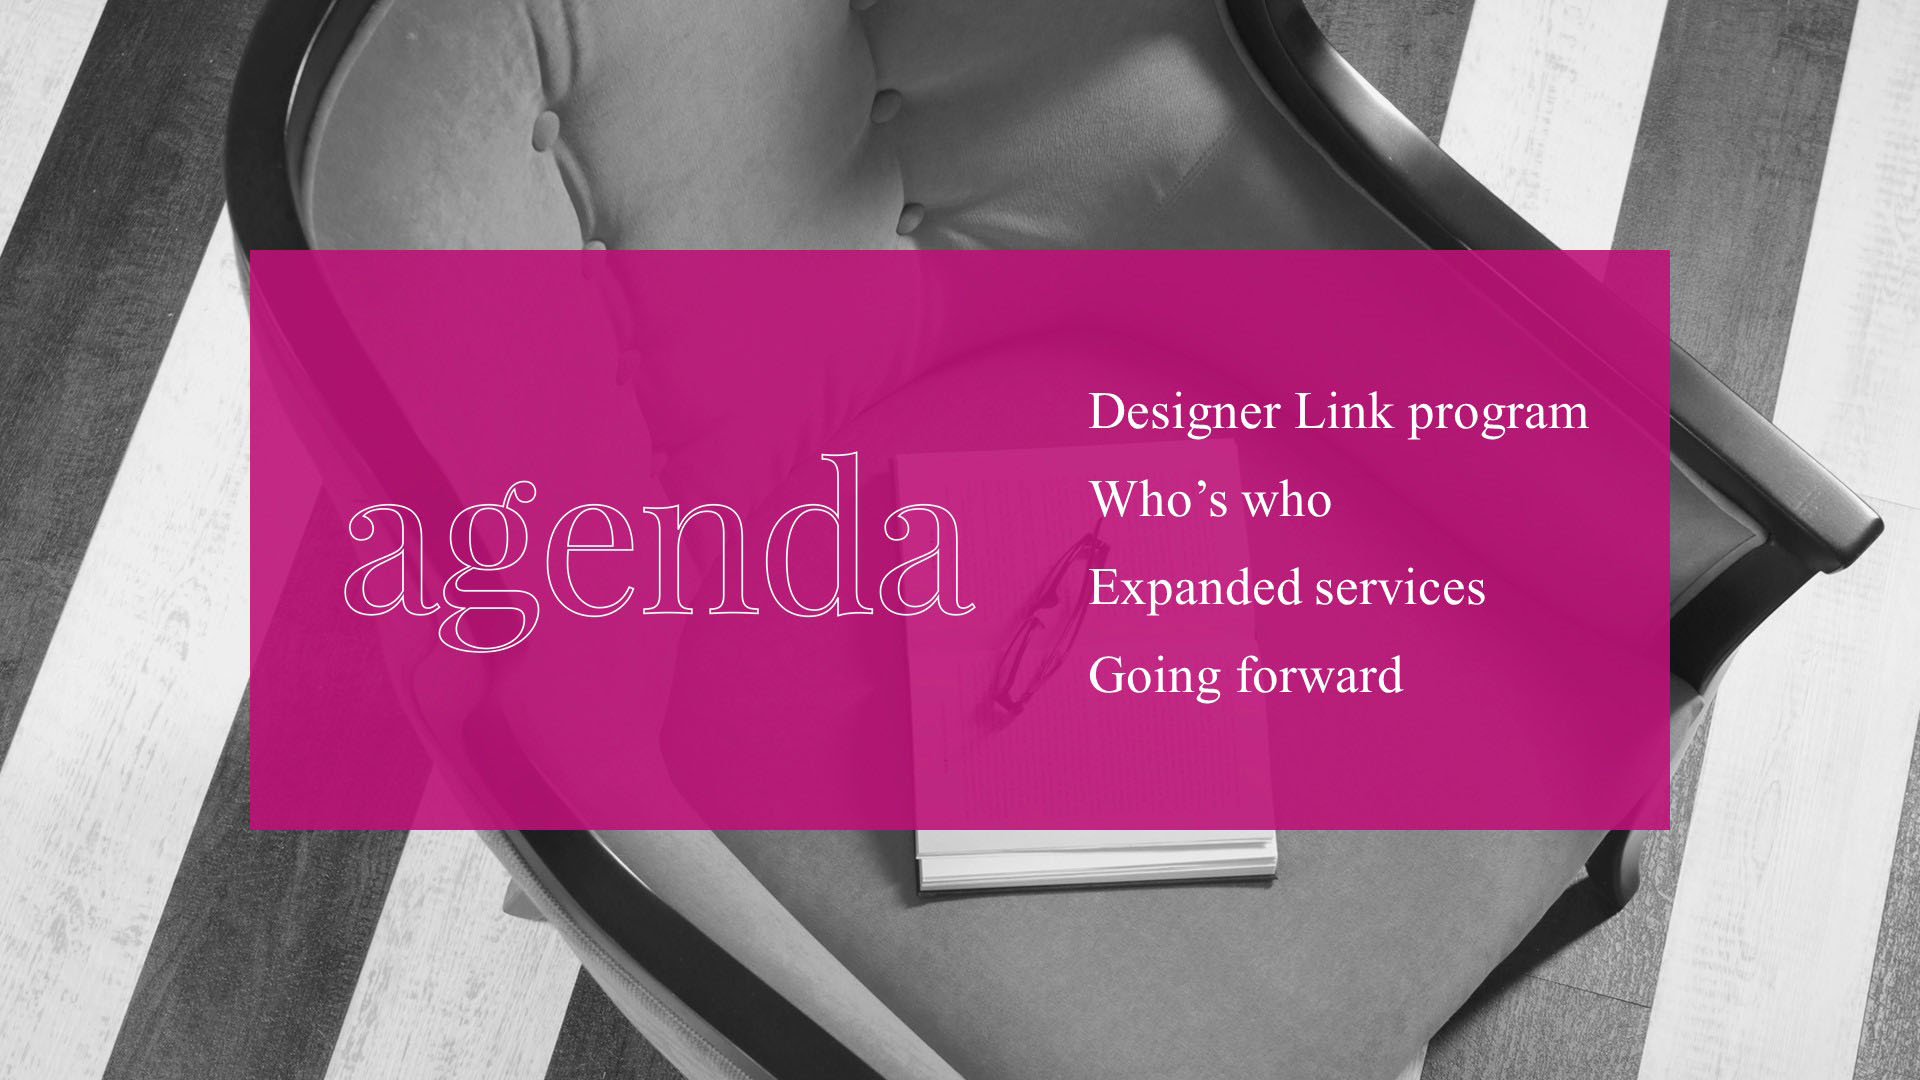 agenda
Designer Link program
Who’s who
Expanded services
Going forward